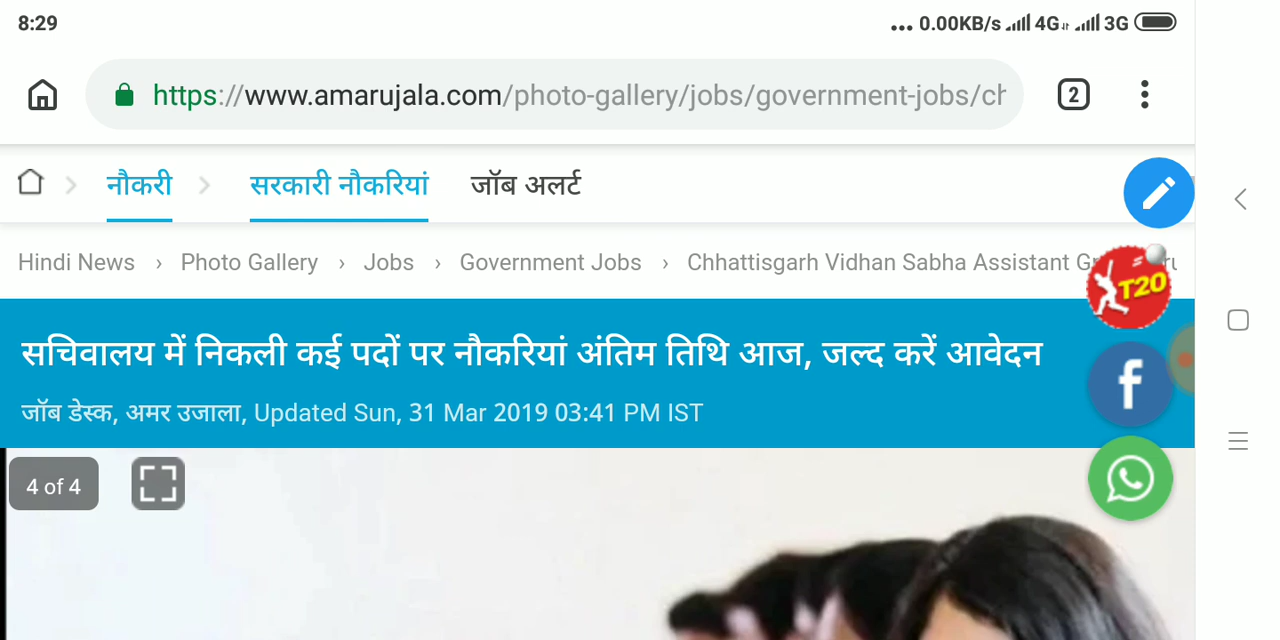 8:29
... 0.00KB/s 4G 3G
https://www.amarujala.com/photo-gallery/jobs/government-jobs/ch
2
नौकरी सरकारी नौकरियां जॉब अलर्ट
Hindi News › Photo Gallery › Jobs › Government Jobs › Chhattisgarh Vidhan Sabha Assistant
T20
सचिवालय में निकली कई पदों पर नौकरियां अंतिम तिथि आज, जल्द करें आवेदन
जॉब डेस्क, अमर उजाला, Updated Sun, 31 Mar 2019 03:41 PM IST
f
4 of 4